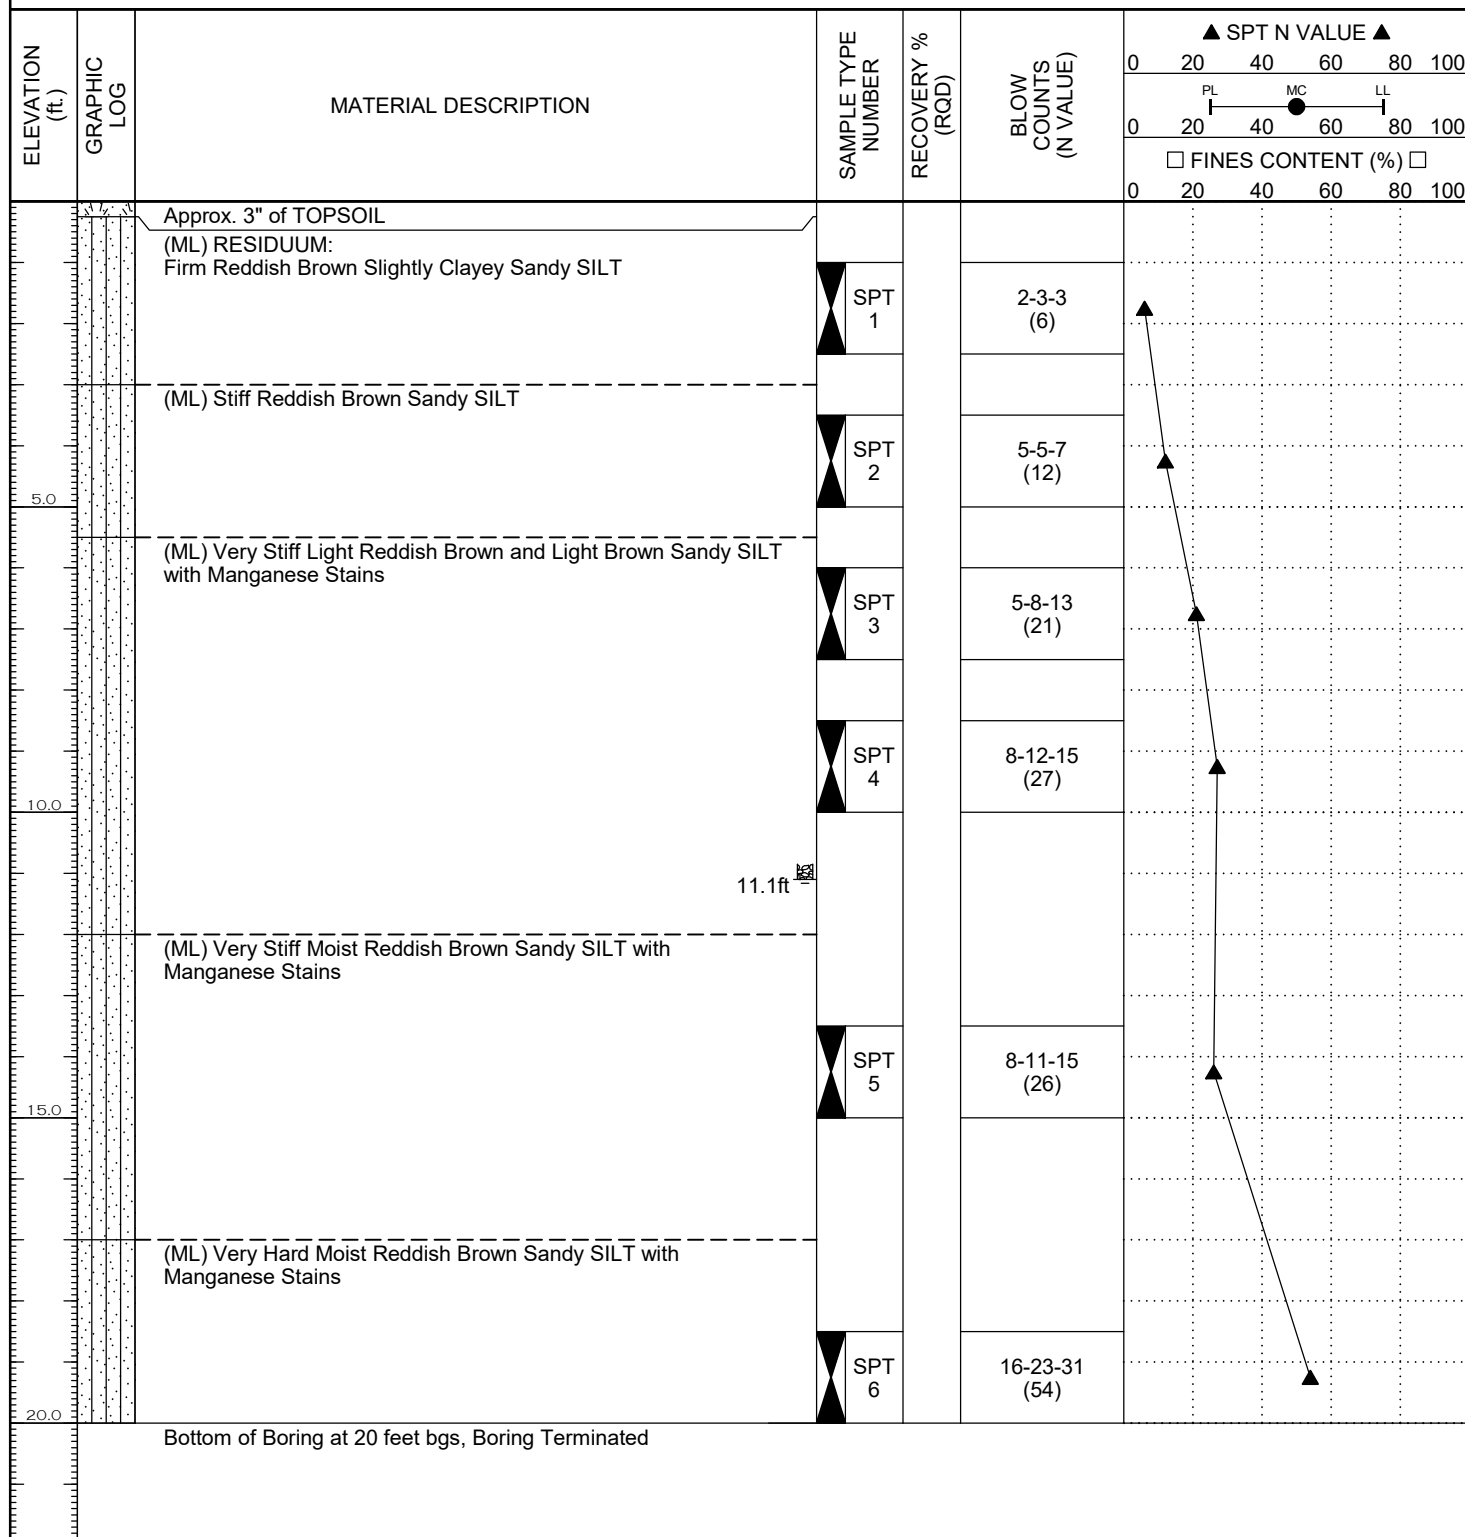 ELEVATION
(ft.)
GRAPHIC
LOG
MATERIAL DESCRIPTION
SAMPLE TYPE
NUMBER
RECOVERY %
(RQD)
BLOW
COUNTS
(N VALUE)
▲ SPT N VALUE ▲
0 20 40 60 80 100
PL MC LL
0 20 40 60 80 100
□ FINES CONTENT (%) □
0 20 40 60 80 100
Approx. 3" of TOPSOIL
(ML) RESIDUUM:
Firm Reddish Brown Slightly Clayey Sandy SILT
SPT
1
2-3-3
(6)
(ML) Stiff Reddish Brown Sandy SILT
SPT
2
5-5-7
(12)
5.0
(ML) Very Stiff Light Reddish Brown and Light Brown Sandy SILT
with Manganese Stains
SPT
3
5-8-13
(21)
SPT
4
8-12-15
(27)
10.0
11.1ft
(ML) Very Stiff Moist Reddish Brown Sandy SILT with
Manganese Stains
SPT
5
8-11-15
(26)
15.0
(ML) Very Hard Moist Reddish Brown Sandy SILT with
Manganese Stains
SPT
6
16-23-31
(54)
20.0
Bottom of Boring at 20 feet bgs, Boring Terminated